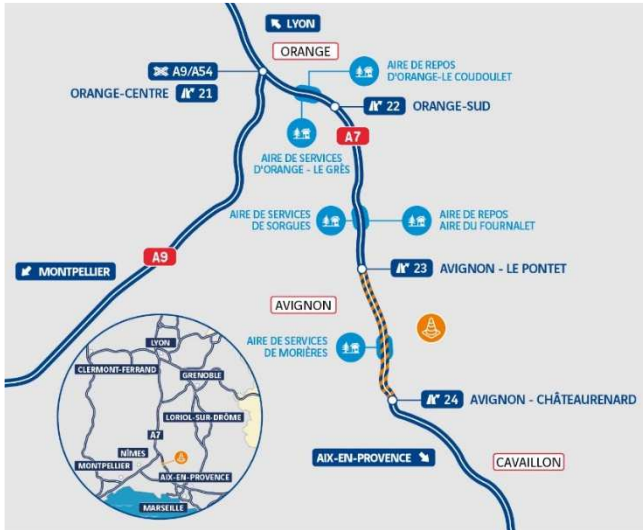 LYON
ORANGE
A9/A54
ORANGE-CENTRE 21
AIRE DE REPOS
D'ORANGE-LE COUDOULET
22 ORANGE-SUD
A7
AIRE DE SERVICES
D'ORANGE - LE GRÈS
AIRE DE SERVICES
DE SORGUES
AIRE DE REPOS
AIRE DU FOURNALET
A9
MONTPELLIER
23 AVIGNON - LE PONTET
AVIGNON
AIRE DE SERVICES
DE MORIÈRES
24 AVIGNON - CHÂTEAURENARD
AIX-EN-PROVENCE
CAVAILLON
LYON
CLERMONT-FERRAND
GRENOBLE
LORIOL-SUR-DRÔME
A7
NÎMES
MONTPELLIER
AIX-EN-PROVENCE
MARSEILLE